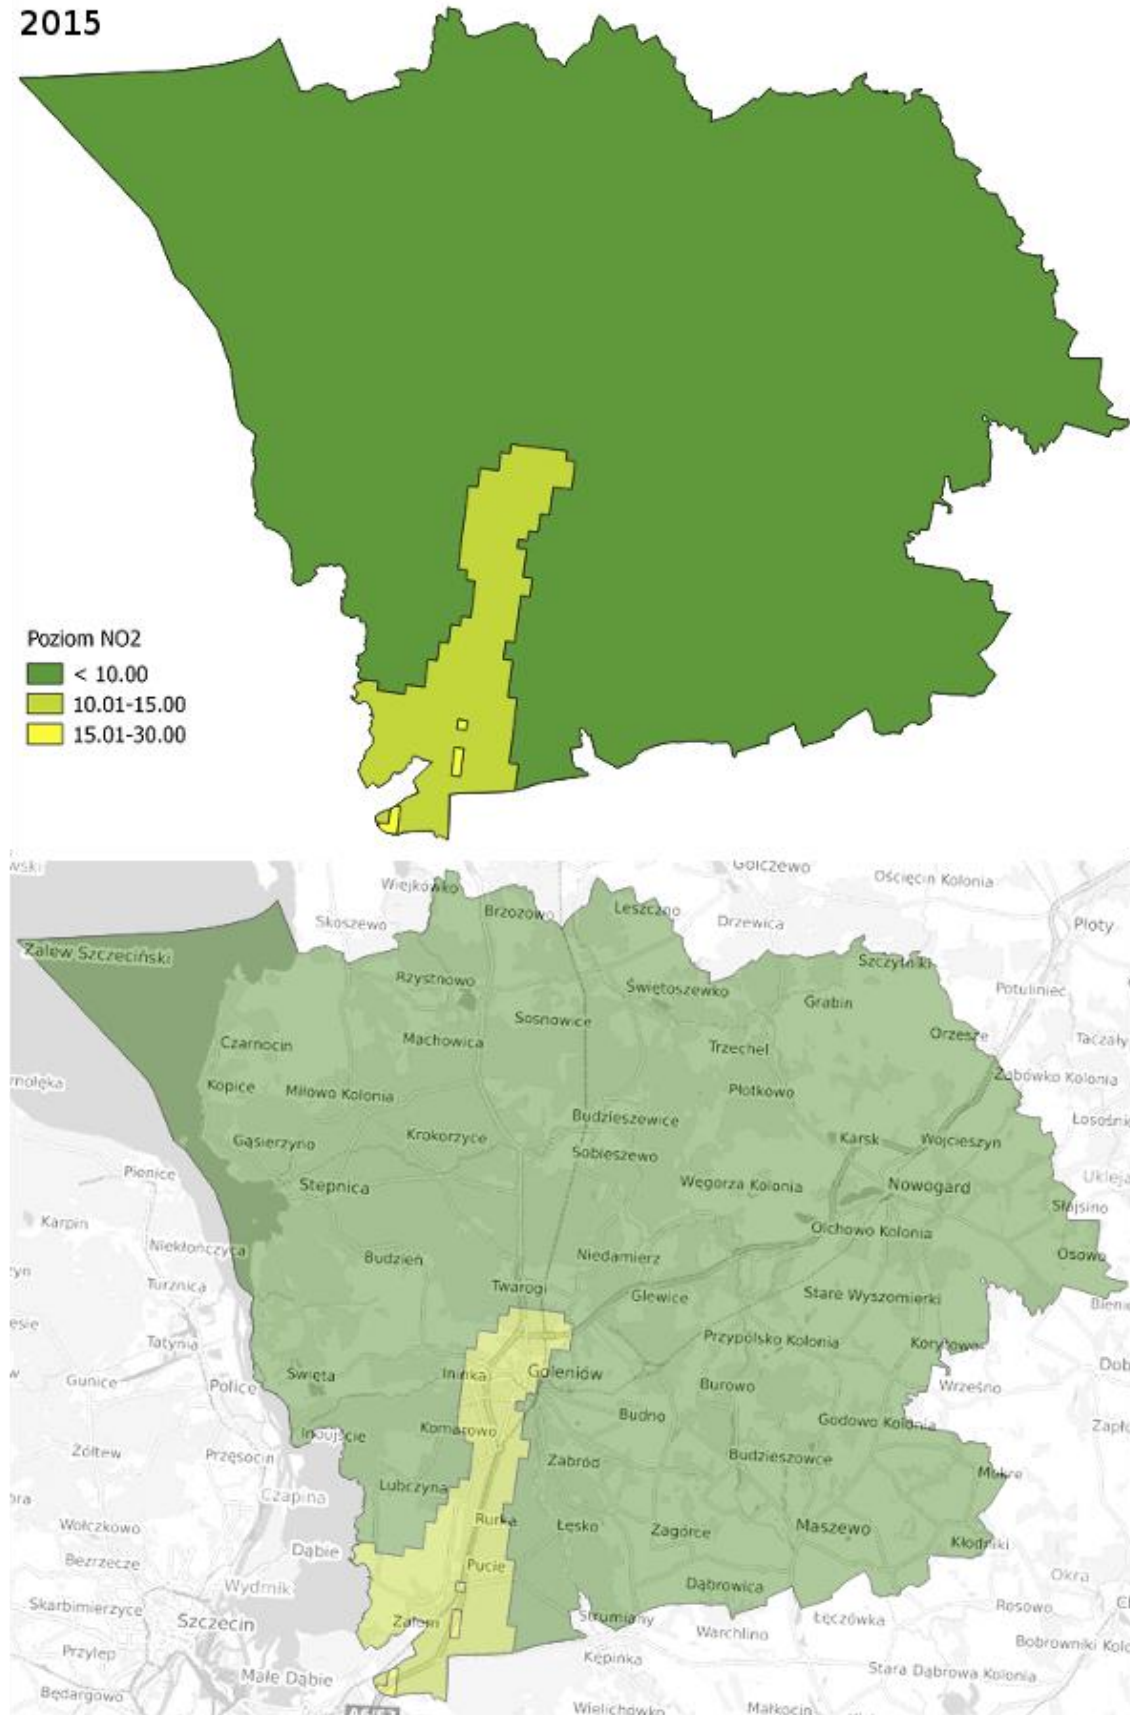 2015
Poziom NO2
< 10.00
10.01-15.00
15.01-30.00
Wiejkówko
Golczewo
Ościęcin Kolonia
Skoszewo
Brzozowo
Leszczno
Drzewica
Płoty
Zalew Szczeciński
Rzystnowo
Świętoszewko
Szczytniki
Grabin
Potuliniec
Sosnowice
Czarnocin
Machowica
Trzechel
Orzesze
Taczały
Kopice
Miłowo Kolonia
Płotkowo
Żabówko Kolonia
Budzieszewice
Gąsierzyno
Krokorzyce
Sobieszewo
Karsk
Wojcieszyn
Pienice
Stepnica
Węgorza Kolonia
Nowogard
Słajsino
Karpin
Niekłończyca
Budzień
Niedamierz
Olchowo Kolonia
Osowo
Turznica
Twarogi
Glewice
Stare Wyszomierki
Tatynia
Przypólsko Kolonia
Korytowo
Gunice
Police
Święta
Ininka
Goleniów
Burowo
Wrześno
Inoujście
Komarowo
Budno
Godowo Kolonia
Żółtew
Przęsocin
Zabród
Budzieszowce
Mokre
Czapina
Lubczyna
Wołczkowo
Rurka
Łęsko
Zagórce
Maszewo
Kłodniki
Bezrzecze
Dąbie
Pucie
Okra
Wydrnik
Dąbrowica
Skarbimierzyce
Szczecin
Załom
Strumiany
Warchlino
Łęczówka
Rosowo
Przylep
Małe Dąbie
Kępinka
Stara Dąbrowa Kolonia
Będargowo
Wielichówko
Małkocin